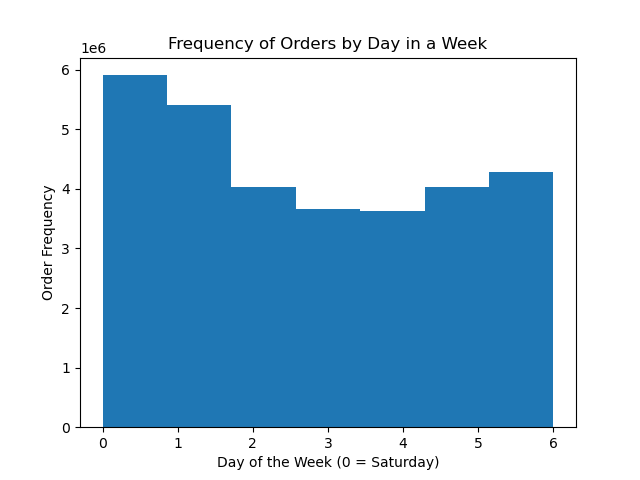 Frequency of Orders by Day in a Week
1e6
6
5
4
3
2
1
0
Order Frequency
0 1 2 3 4 5 6
Day of the Week (0 = Saturday)